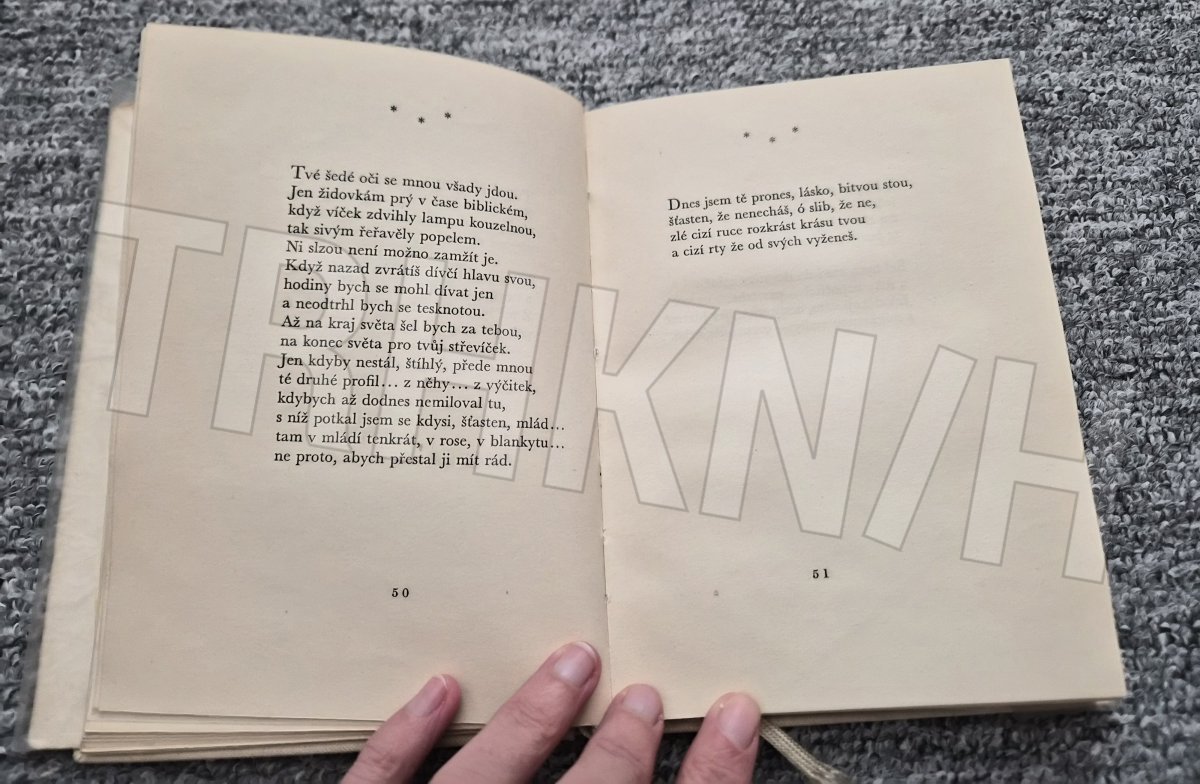 * * *
Tvé šedé oči se mnou všady jdou.
Jen židovkám prý v čase biblickém,
když víček zdvihly lampu kouzelnou,
tak sivým řeřavěly popelem.
Ni slzou není možno zamžít je.
Když nazad zvrátíš dívčí hlavu svou,
hodiny bych se mohl dívat jen
a neodtrhl bych se tesknotou.
Až na kraj světa šel bych za tebou,
na konec světa pro tvůj střevíček.
Jen kdyby nestál, štíhlý, přede mnou
té druhé profil... z něhy... z výčitek,
kdybych až dodnes nemiloval tu,
s níž potkal jsem se kdysi, šťasten, mlád...
tam v mládí tenkrát, v rose, v blankytu...
ne proto, abych přestal ji mít rád.
50
* * *
Dnes jsem tě prones, lásko, bitvou stou,
šťasten, že nenecháš, ó slib, že ne,
zlé cizí ruce rozkrást krásu tvou
a cizí rty že od svých vyženeš.
51
TRHKNIH